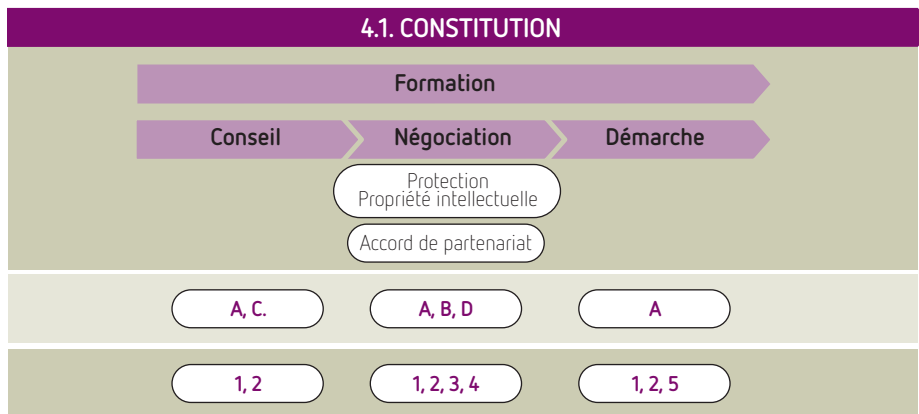 4.1. CONSTITUTION
Formation
Conseil
Négociation
Démarche
Protection
Propriété intellectuelle
Accord de partenariat
A, C.
A, B, D
A
1, 2
1, 2, 3, 4
1, 2, 5